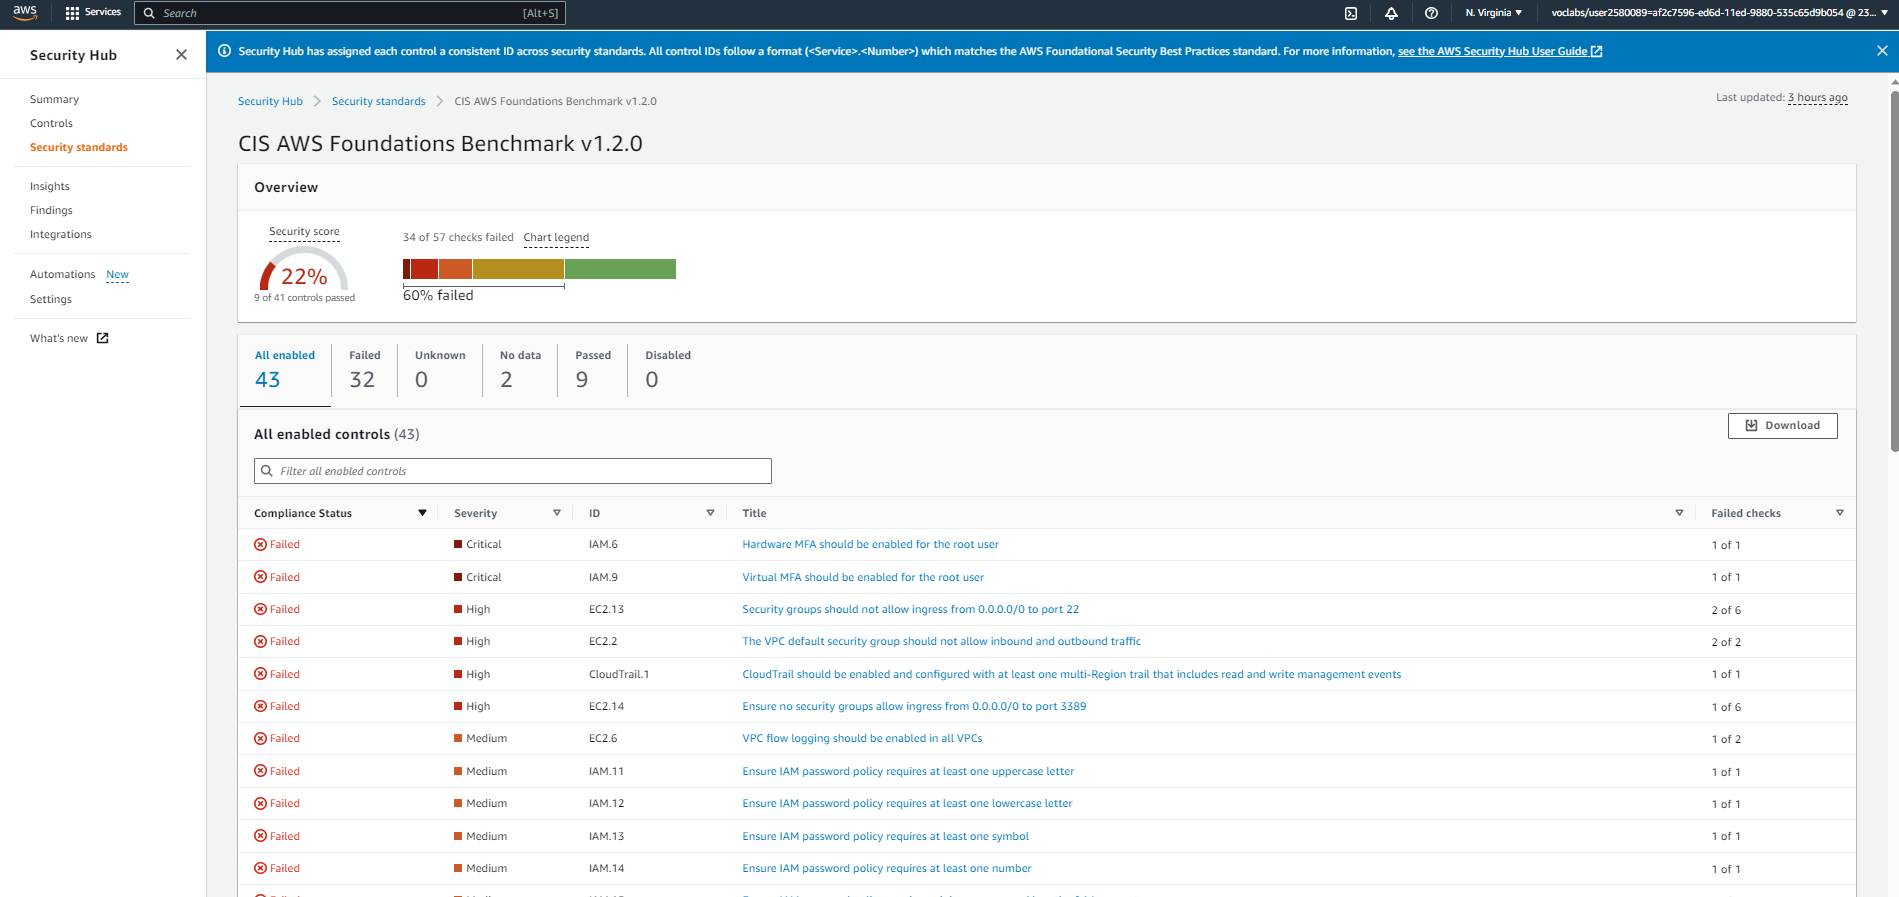 aws Services Search [Alt+S] N. Virginia ▼ voclabs/user2580089=af2c7596-ed6d-11ed-9880-535c65d9b054 @ 23... ▼
Security Hub
Security Hub has assigned each control a consistent ID across security standards. All control IDs follow a format (<Service>.<Number>) which matches the AWS Foundational Security Best Practices standard. For more information, see the AWS Security Hub User Guide
Summary
Controls
Security standards
Insights
Findings
Integrations
Automations New
Settings
What's new
Security Hub > Security standards > CIS AWS Foundations Benchmark v1.2.0
Last updated: 3 hours ago
CIS AWS Foundations Benchmark v1.2.0
Overview
Security score
22%
9 of 41 controls passed
34 of 57 checks failed Chart legend
60% failed
All enabled Failed Unknown No data Passed Disabled
43 32 0 2 9 0
All enabled controls (43)
Download
Filter all enabled controls
Compliance Status Severity ID Title Failed checks
Failed Critical IAM.6 Hardware MFA should be enabled for the root user 1 of 1
Failed Critical IAM.9 Virtual MFA should be enabled for the root user 1 of 1
Failed High EC2.13 Security groups should not allow ingress from 0.0.0.0/0 to port 22 2 of 6
Failed High EC2.2 The VPC default security group should not allow inbound and outbound traffic 2 of 2
Failed High CloudTrail.1 CloudTrail should be enabled and configured with at least one multi-Region trail that includes read and write management events 1 of 1
Failed High EC2.14 Ensure no security groups allow ingress from 0.0.0.0/0 to port 3389 1 of 6
Failed Medium EC2.6 VPC flow logging should be enabled in all VPCs 1 of 2
Failed Medium IAM.11 Ensure IAM password policy requires at least one uppercase letter 1 of 1
Failed Medium IAM.12 Ensure IAM password policy requires at least one lowercase letter 1 of 1
Failed Medium IAM.13 Ensure IAM password policy requires at least one symbol 1 of 1
Failed Medium IAM.14 Ensure IAM password policy requires at least one number 1 of 1